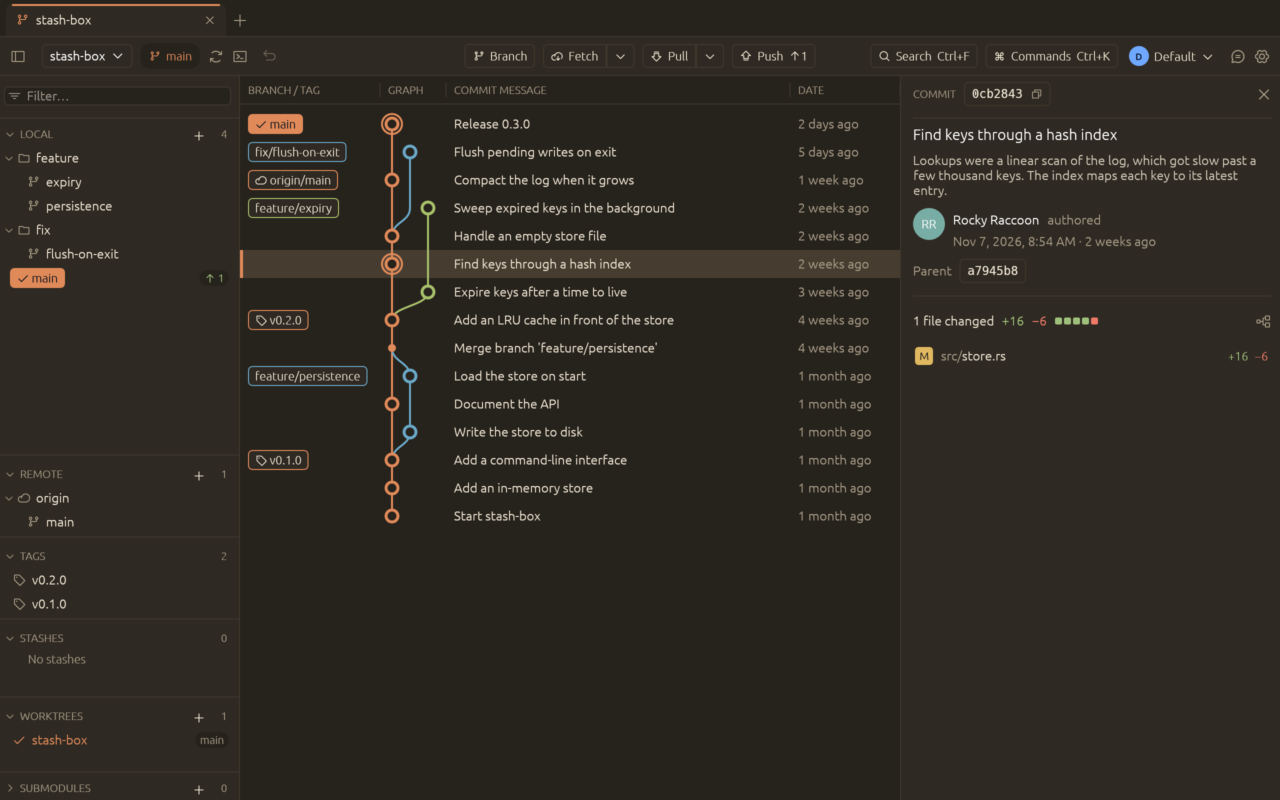 stash-box
stash-box main Branch Fetch Pull Push ↑1 Search Ctrl+F ⌘ Commands Ctrl+K D Default
Filter...
LOCAL 4
feature
expiry
persistence
fix
flush-on-exit
main ↑1
REMOTE 1
origin
main
TAGS 2
v0.2.0
v0.1.0
STASHES 0
No stashes
WORKTREES 1
stash-box main
SUBMODULES 0
BRANCH / TAG GRAPH COMMIT MESSAGE DATE
main Release 0.3.0 2 days ago
fix/flush-on-exit Flush pending writes on exit 5 days ago
origin/main Compact the log when it grows 1 week ago
feature/expiry Sweep expired keys in the background 2 weeks ago
Handle an empty store file 2 weeks ago
Find keys through a hash index 2 weeks ago
Expire keys after a time to live 3 weeks ago
v0.2.0 Add an LRU cache in front of the store 4 weeks ago
Merge branch 'feature/persistence' 4 weeks ago
feature/persistence Load the store on start 1 month ago
Document the API 1 month ago
Write the store to disk 1 month ago
v0.1.0 Add a command-line interface 1 month ago
Add an in-memory store 1 month ago
Start stash-box 1 month ago
COMMIT 0cb2843
Find keys through a hash index
Lookups were a linear scan of the log, which got slow past a
few thousand keys. The index maps each key to its latest
entry.
RR Rocky Raccoon authored
Nov 7, 2026, 8:54 AM · 2 weeks ago
Parent a7945b8
1 file changed +16 −6
M src/store.rs +16 −6